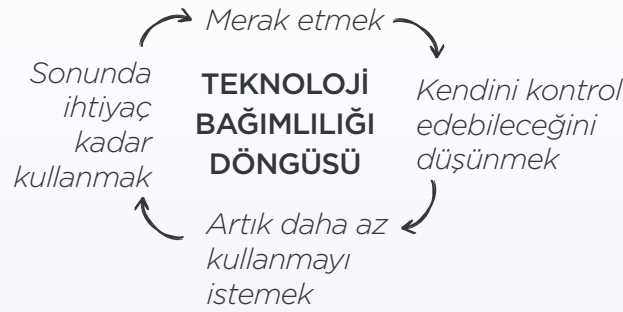 Merak etmek
Kendini kontrol
edebileceğini
düşünmek
Artık daha az
kullanmayı
istemek
Sonunda
ihtiyaç
kadar
kullanmak
TEKNOLOJİ
BAĞIMLILIĞI
DÖNGÜSÜ